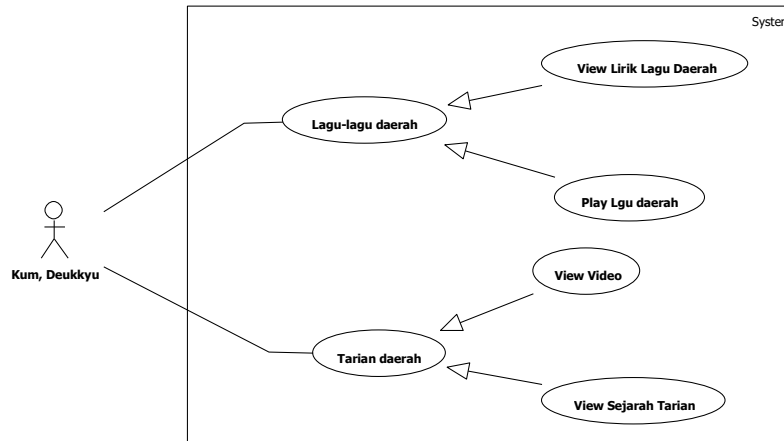 System
View Lirik Lagu Daerah
Lagu-lagu daerah
Play Lgu daerah
Kum, Deukkyu
View Video
Tarian daerah
View Sejarah Tarian